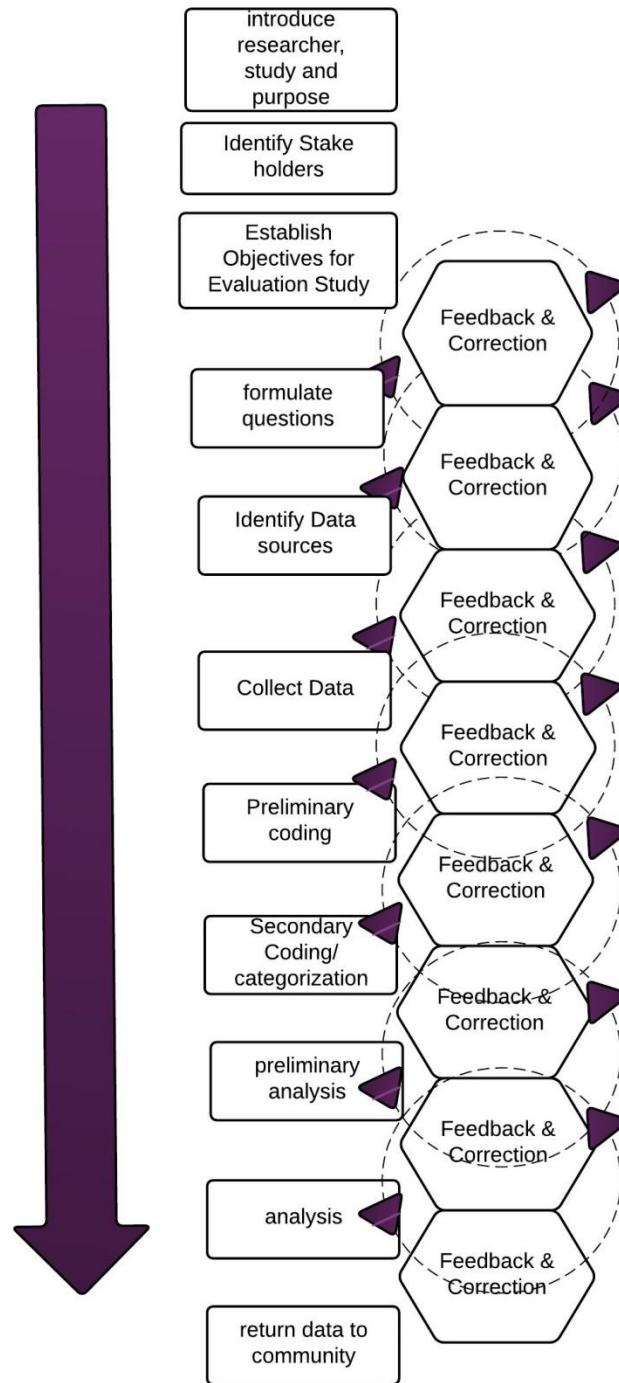 introduce
researcher,
study and
purpose
Identify Stake
holders
Establish
Objectives for
Evaluation Study
Feedback &
Correction
formulate
questions
Feedback &
Correction
Identify Data
sources
Feedback &
Correction
Collect Data
Feedback &
Correction
Preliminary
coding
Feedback &
Correction
Secondary
Coding/
categorization
Feedback &
Correction
preliminary
analysis
Feedback &
Correction
analysis
Feedback &
Correction
return data to
community